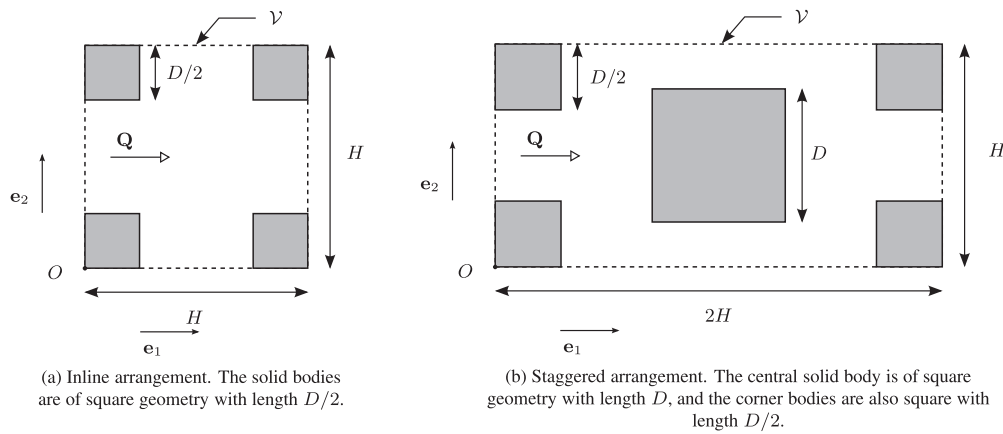 𝒱
D/2
Q
H
e₂
O
H
e₁
(a) Inline arrangement. The solid bodies
are of square geometry with length D/2.
𝒱
D/2
Q
D
H
e₂
O
2H
e₁
(b) Staggered arrangement. The central solid body is of square
geometry with length D, and the corner bodies are also square with
length D/2.